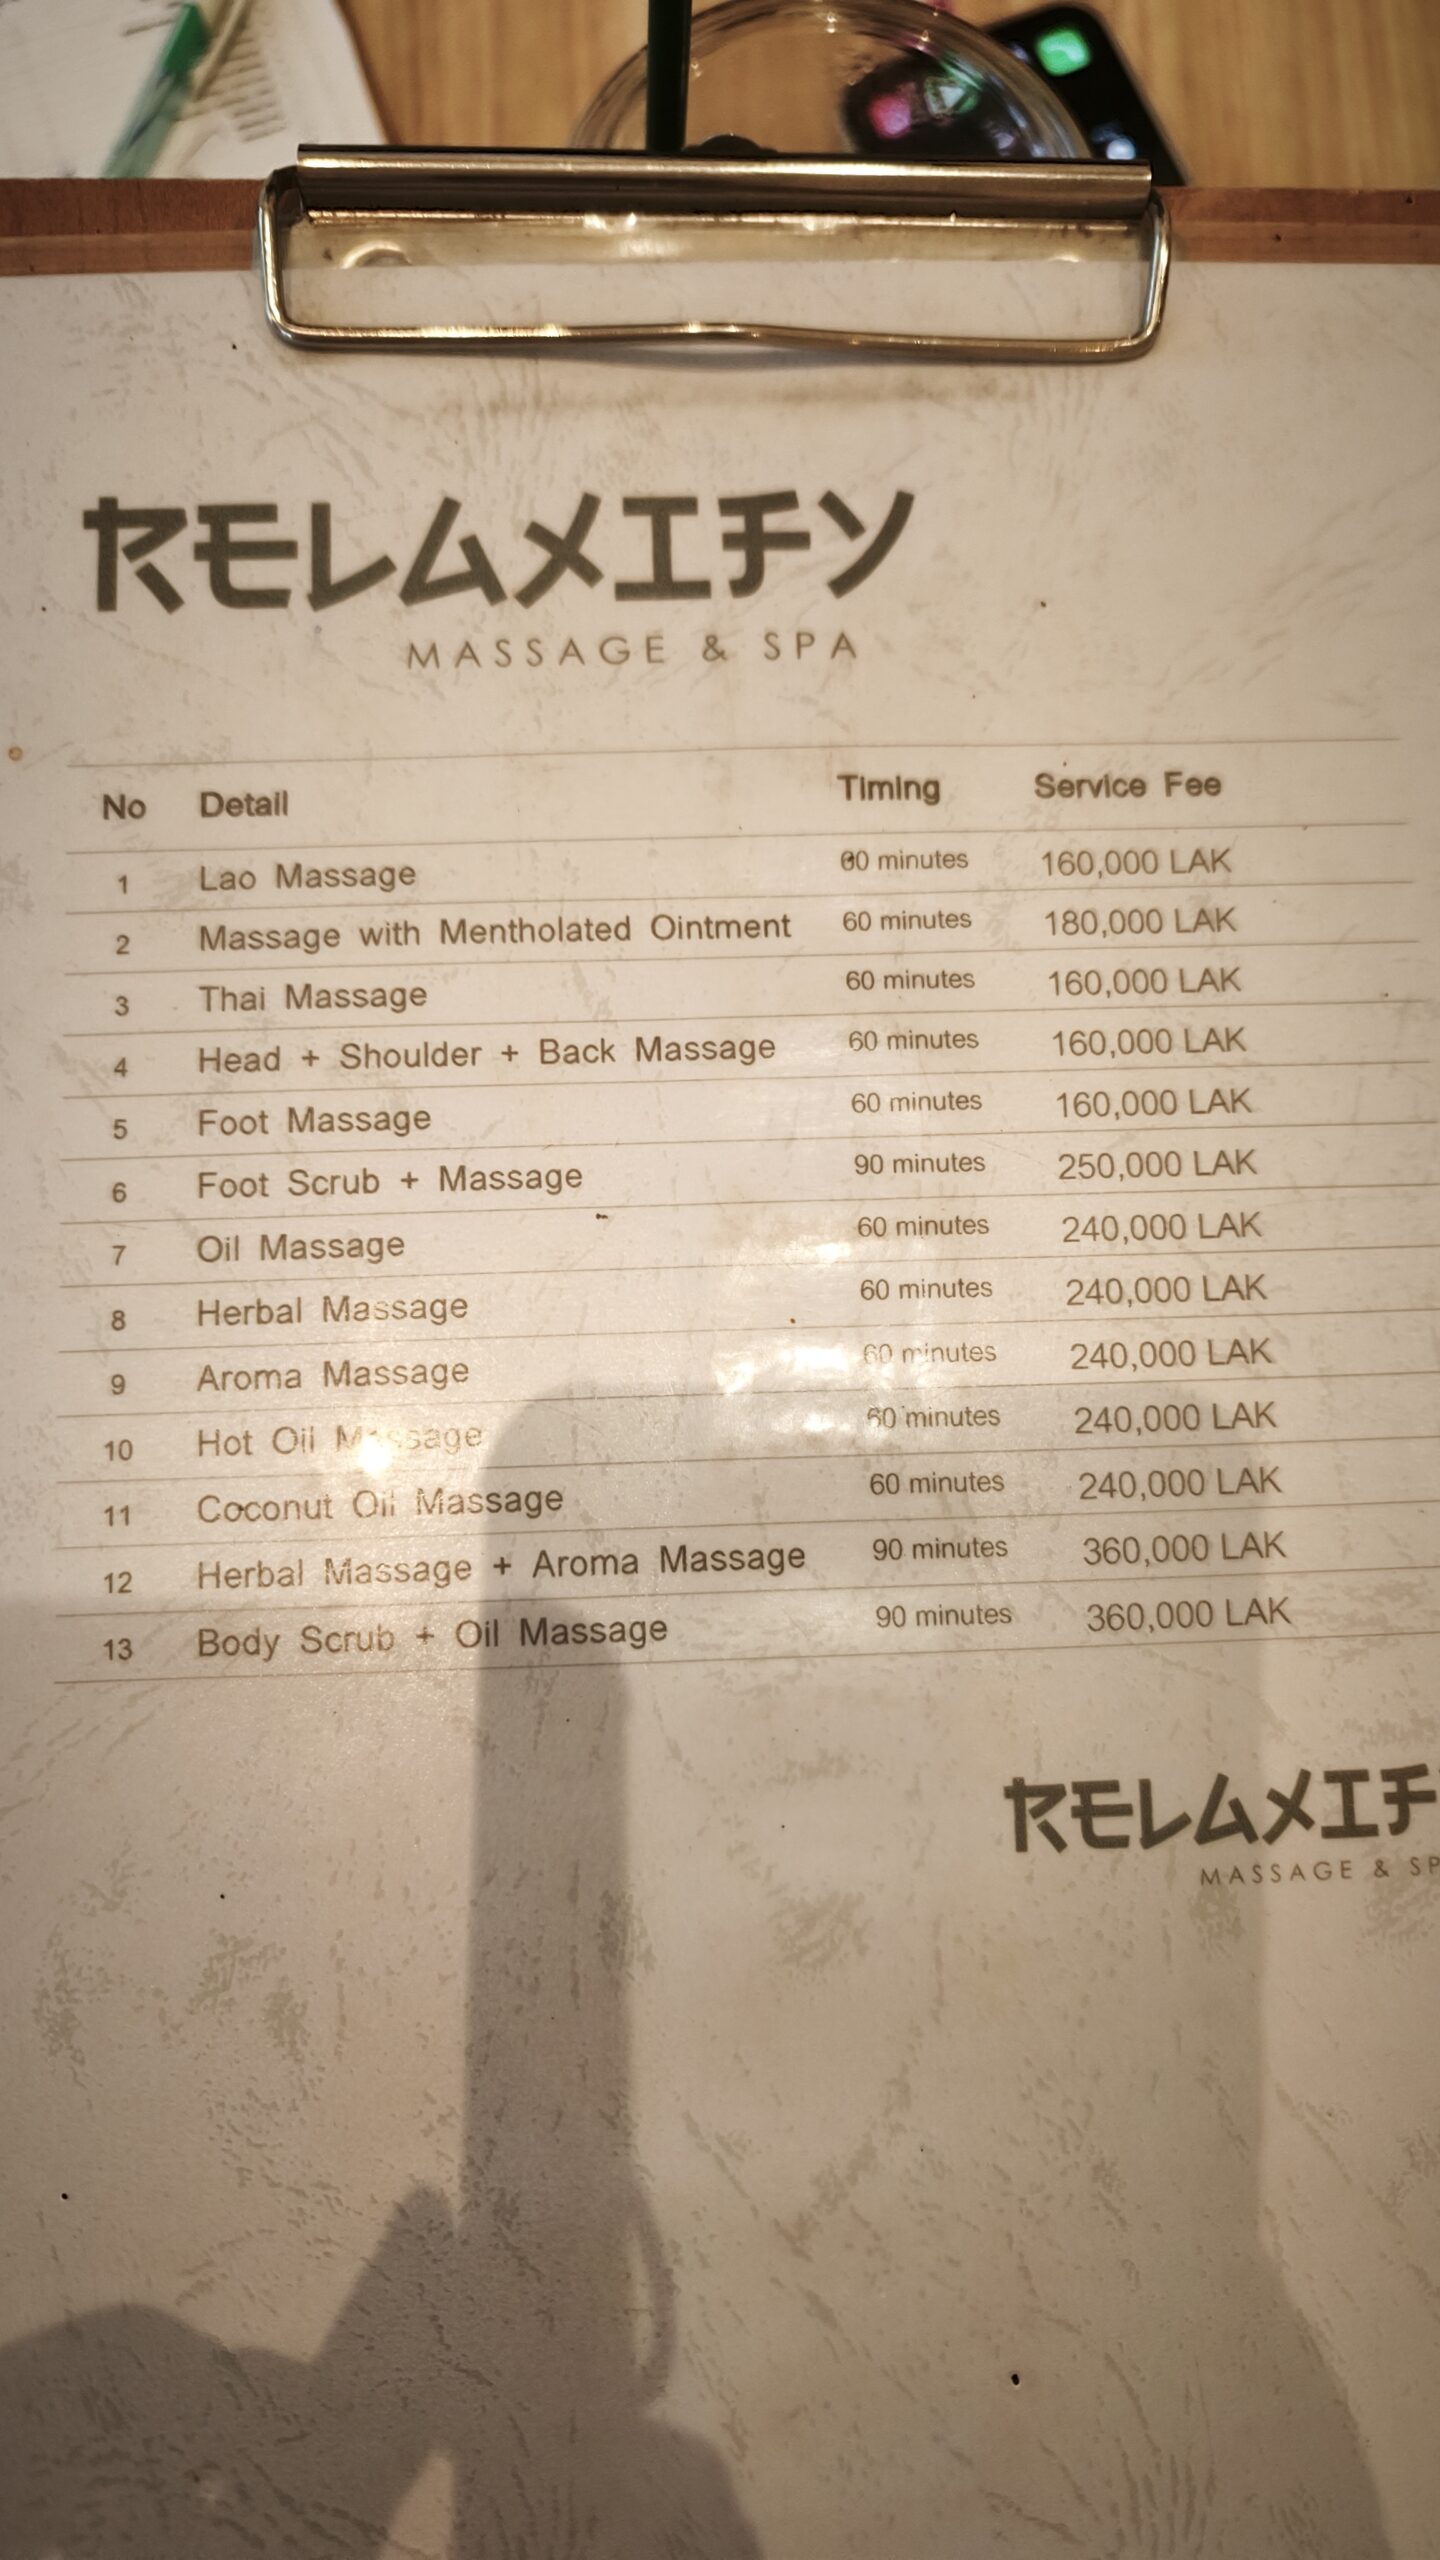 RELAXIFY
MASSAGE & SPA
No Detail Timing Service Fee
1 Lao Massage 60 minutes 160,000 LAK
2 Massage with Mentholated Ointment 60 minutes 180,000 LAK
3 Thai Massage 60 minutes 160,000 LAK
4 Head + Shoulder + Back Massage 60 minutes 160,000 LAK
5 Foot Massage 60 minutes 160,000 LAK
6 Foot Scrub + Massage 90 minutes 250,000 LAK
7 Oil Massage 60 minutes 240,000 LAK
8 Herbal Massage 60 minutes 240,000 LAK
9 Aroma Massage 60 minutes 240,000 LAK
10 Hot Oil Massage 60 minutes 240,000 LAK
11 Coconut Oil Massage 60 minutes 240,000 LAK
12 Herbal Massage + Aroma Massage 90 minutes 360,000 LAK
13 Body Scrub + Oil Massage 90 minutes 360,000 LAK
RELAXIF
MASSAGE & SP